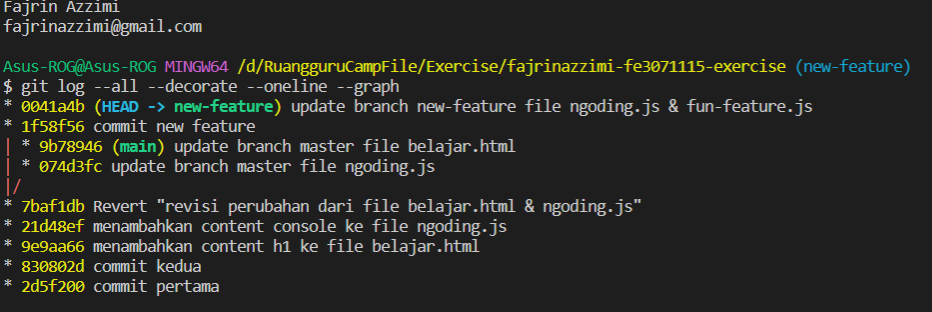 Fajrin Azzimi
fajrinazzimi@gmail.com
Asus-ROG@Asus-ROG MINGW64 /d/RuangguruCampFile/Exercise/fajrinazzimi-fe3071115-exercise (new-feature)
$ git log --all --decorate --oneline --graph
* 0041a4b (HEAD -> new-feature) update branch new-feature file ngoding.js & fun-feature.js
* 1f58f56 commit new feature
| * 9b78946 (main) update branch master file belajar.html
| * 074d3fc update branch master file ngoding.js
|/
* 7baf1db Revert "revisi perubahan dari file belajar.html & ngoding.js"
* 21d48ef menambahkan content console ke file ngoding.js
* 9e9aa66 menambahkan content h1 ke file belajar.html
* 830802d commit kedua
* 2d5f200 commit pertama